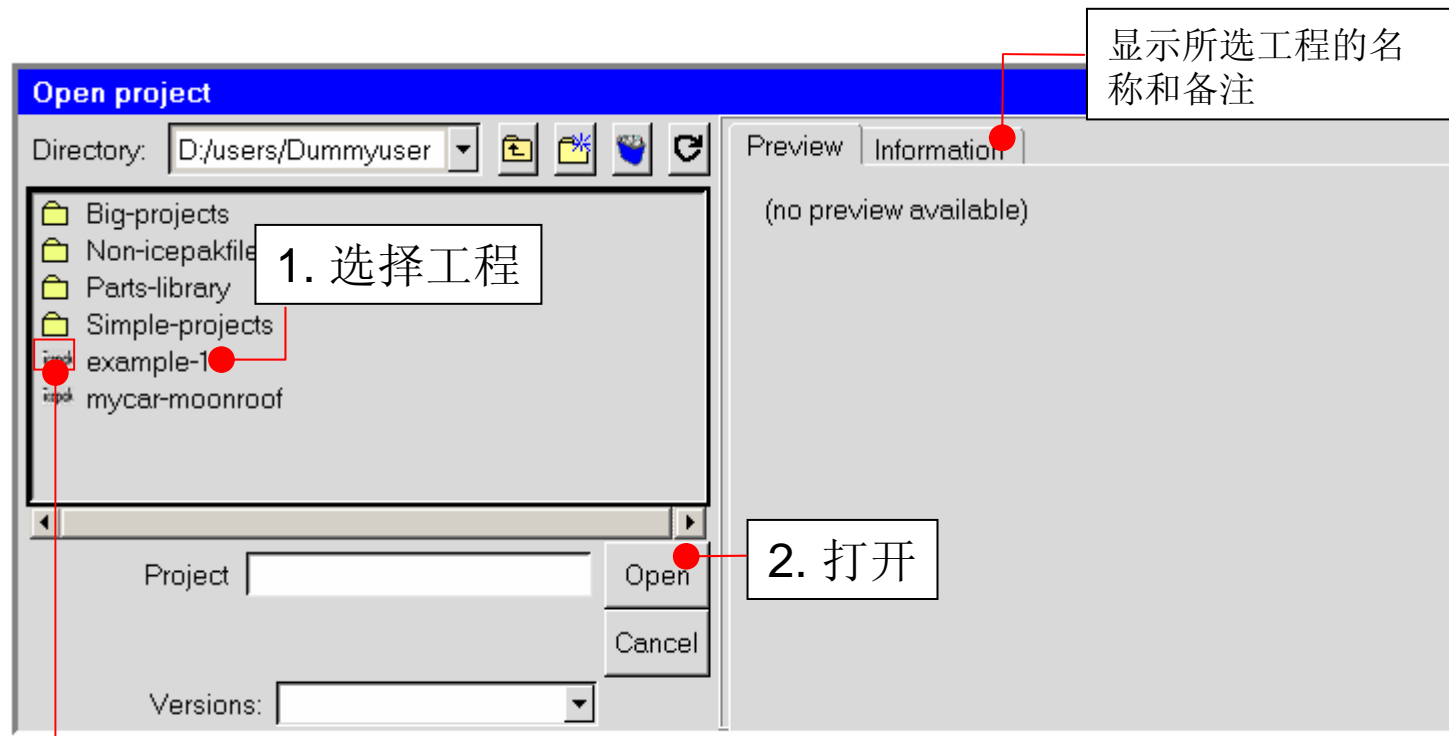 显示所选工程的名
称和备注
Open project
Directory: D:/users/Dummyuser
Preview Information
(no preview available)
Big-projects
Non-icepakfile
Parts-library
Simple-projects
example-1
mycar-moonroof
1. 选择工程
Project
Open
2. 打开
Cancel
Versions: